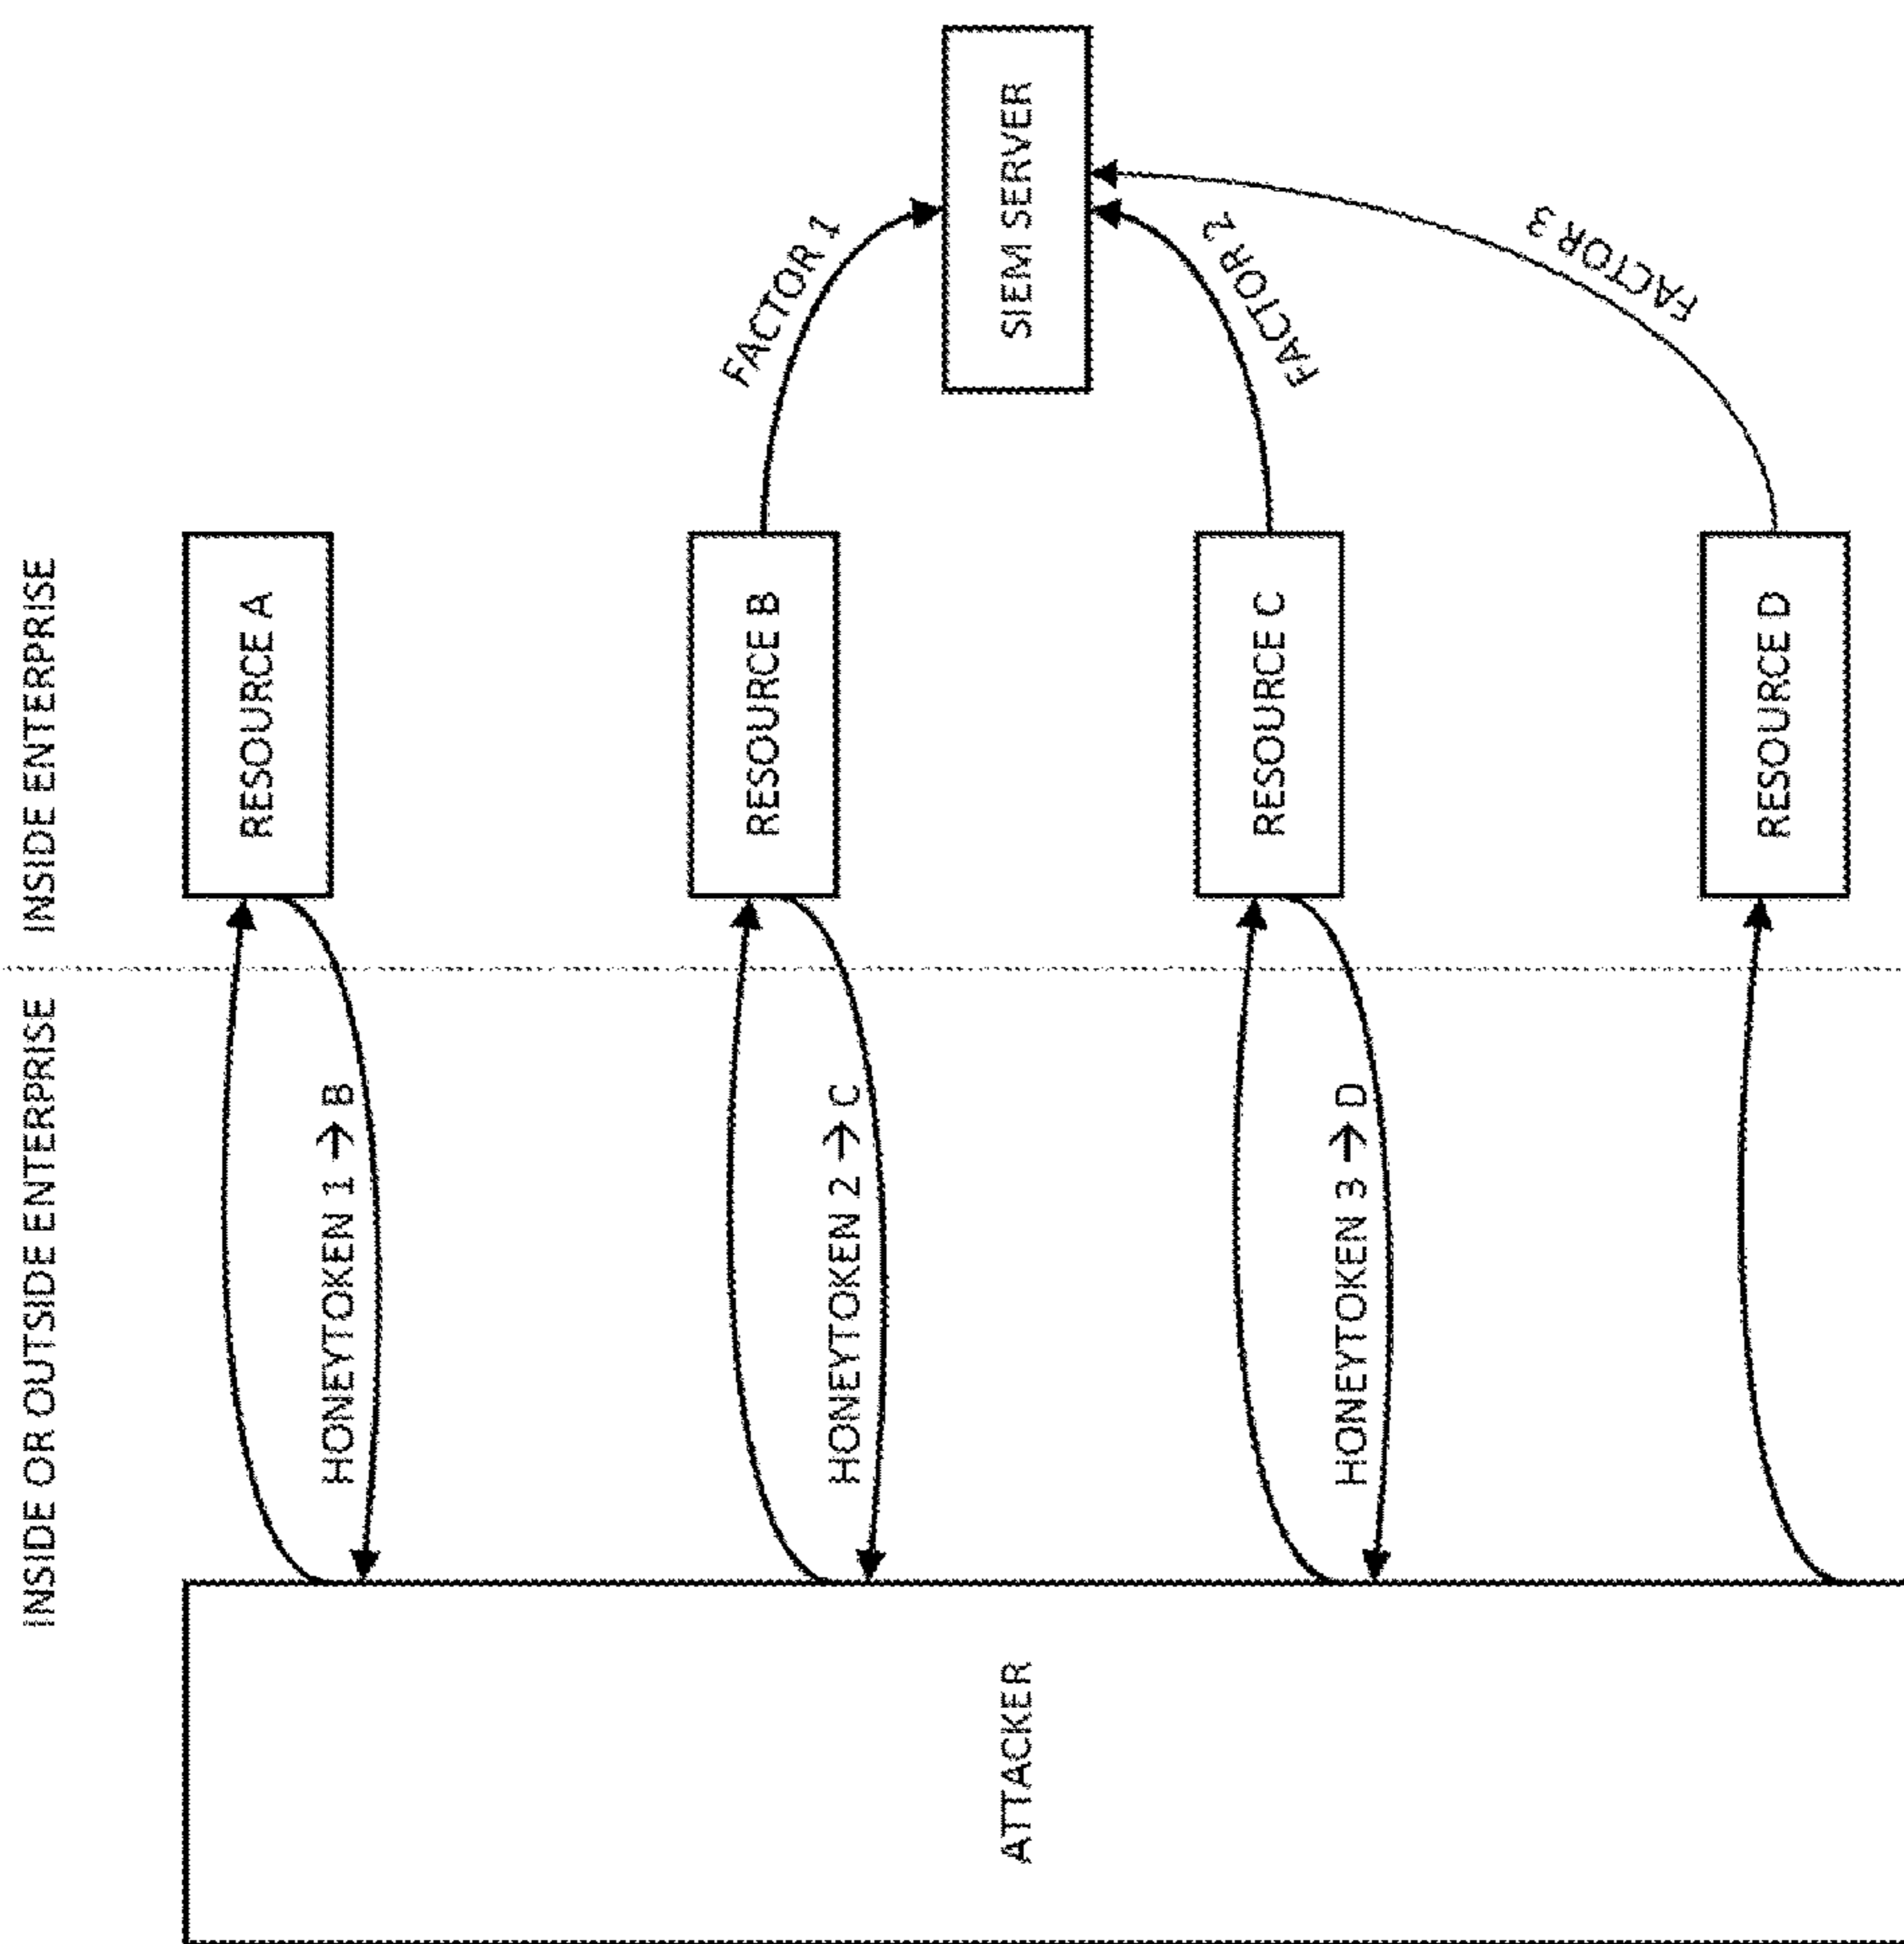 INSIDE OR OUTSIDE ENTERPRISE
INSIDE ENTERPRISE
RESOURCE A
HONEYTOKEN 1 → B
RESOURCE B
FACTOR 1
HONEYTOKEN 2 → C
ATTACKER
SIEM SERVER
RESOURCE C
FACTOR 2
HONEYTOKEN 3 → D
FACTOR 3
RESOURCE D